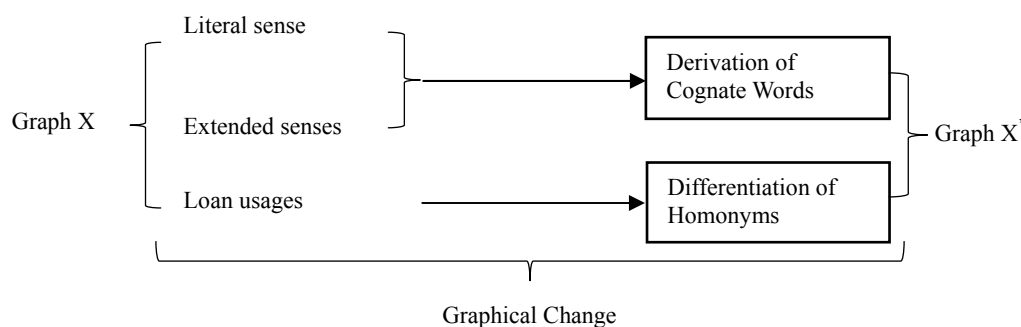 Literal sense
Extended senses
Graph X
Loan usages
Derivation of
Cognate Words
Differentiation of
Homonyms
Graph X’
Graphical Change